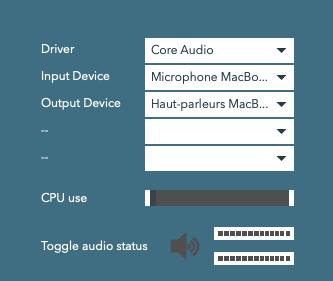 Driver Core Audio
Input Device Microphone MacBo...
Output Device Haut-parleurs MacB...
--
--
CPU use
Toggle audio status